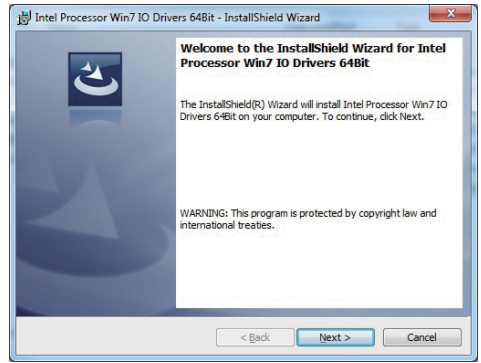 Intel Processor Win7 IO Drivers 64Bit - InstallShield Wizard
Welcome to the InstallShield Wizard for Intel
Processor Win7 IO Drivers 64Bit
The InstallShield(R) Wizard will install Intel Processor Win7 IO
Drivers 64Bit on your computer. To continue, click Next.
WARNING: This program is protected by copyright law and
international treaties.
< Back
Next >
Cancel